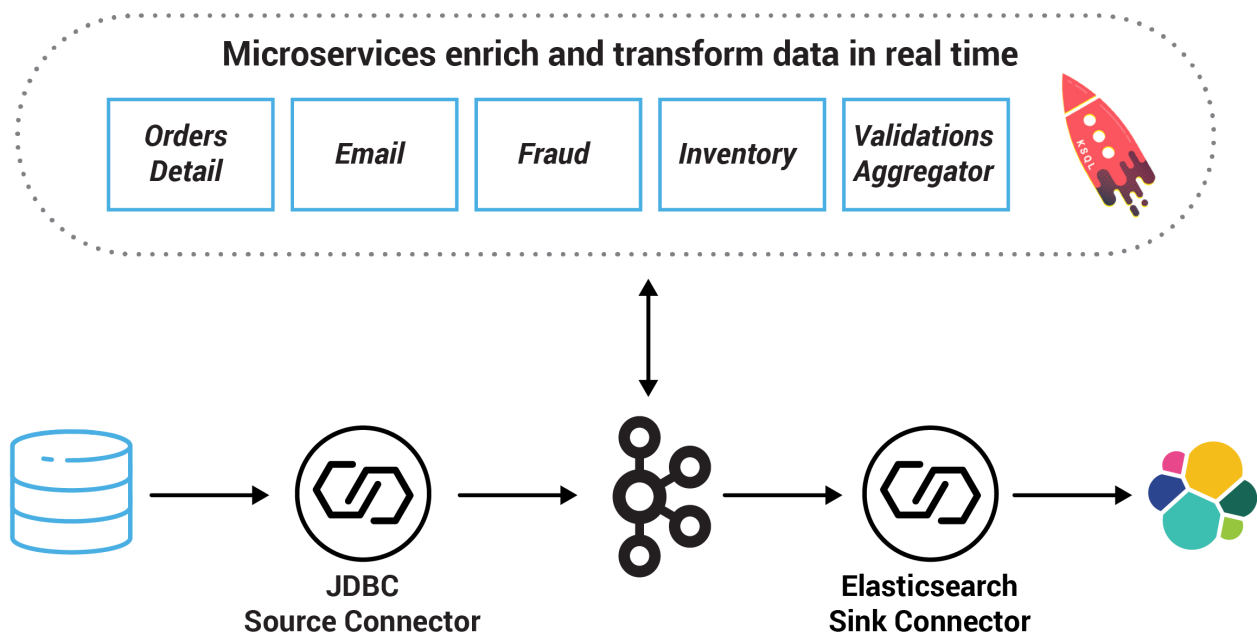 Microservices enrich and transform data in real time
Orders
Detail
Email
Fraud
Inventory
Validations
Aggregator
KSQL
JDBC
Source Connector
Elasticsearch
Sink Connector